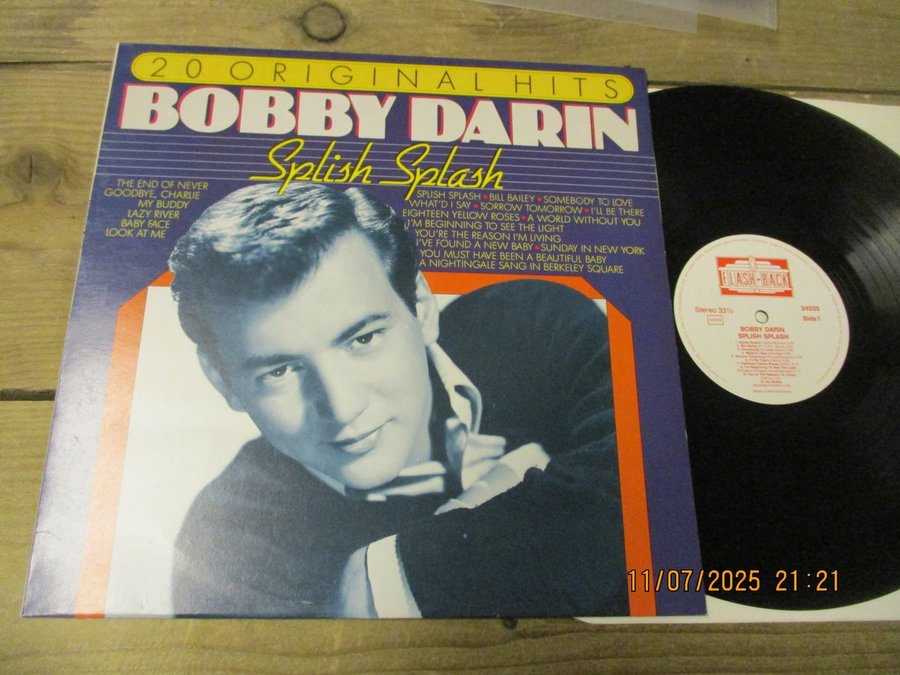 20 ORIGINAL HITS
BOBBY DARIN
Splish Splash
THE END OF NEVER
GOODBYE, CHARLIE
MY BUDDY
LAZY RIVER
BABY FACE
LOOK AT ME
SPLISH SPLASH • BILL BAILEY • SOMEBODY TO LOVE
WHAT'D I SAY • SORROW TOMORROW • I'LL BE THERE
EIGHTEEN YELLOW ROSES • A WORLD WITHOUT YOU
I'M BEGINNING TO SEE THE LIGHT
YOU'RE THE REASON I'M LIVING
I'VE FOUND A NEW BABY • SUNDAY IN NEW YORK
YOU MUST HAVE BEEN A BEAUTIFUL BABY
A NIGHTINGALE SANG IN BERKELEY SQUARE
FLASH-BACK
Stereo 33⅓
34035
Side 1
BOBBY DARIN
SPLISH SPLASH
11/07/2025 21:21